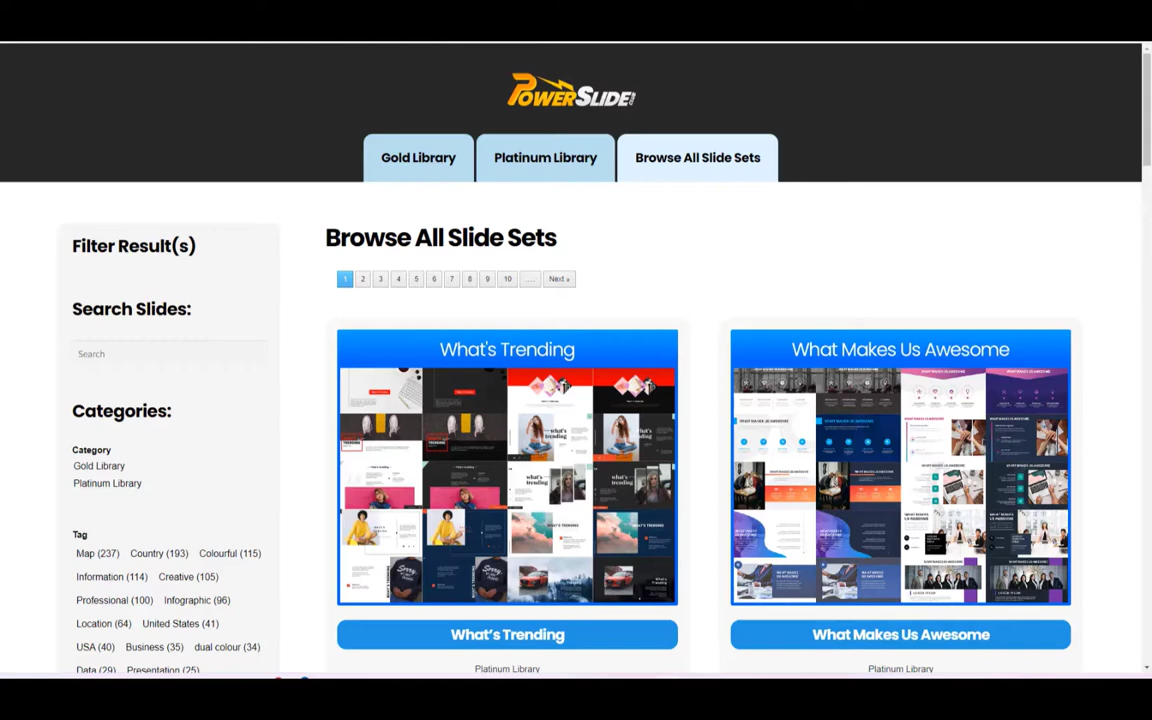 POWERSLIDE
Gold Library
Platinum Library
Browse All Slide Sets
Filter Result(s)
Browse All Slide Sets
1 2 3 4 5 6 7 8 9 10 .... Next »
Search Slides:
Search
What's Trending
What Makes Us Awesome
Categories:
Category
Gold Library
Platinum Library
Tag
Map (237) Country (193) Colourful (115)
Information (114) Creative (105)
Professional (100) Infographic (96)
Location (64) United States (41)
USA (40) Business (35) dual colour (34)
Data (29) Presentation (25)
What's Trending
What Makes Us Awesome
Platinum Library
Platinum Library